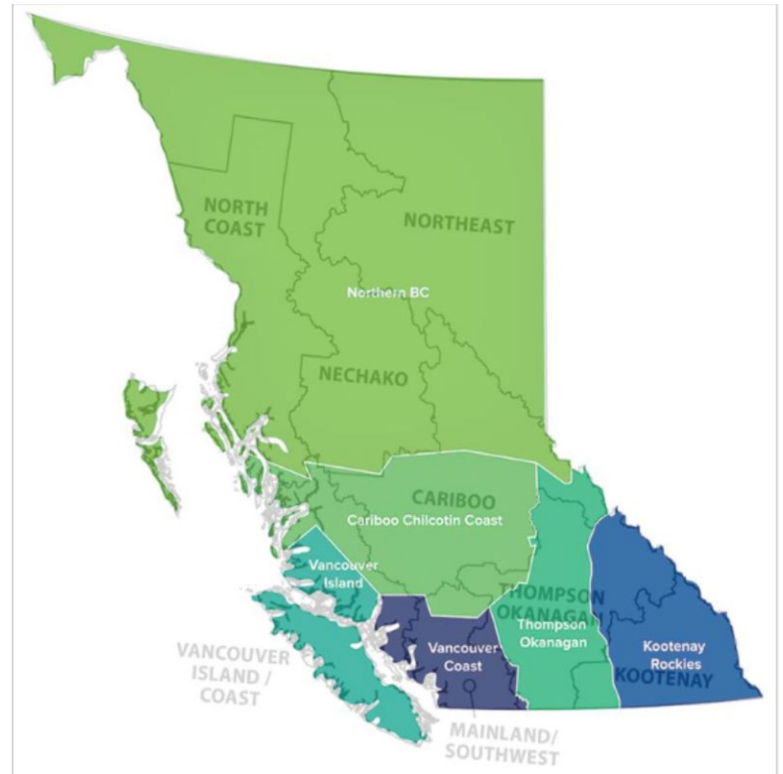 NORTH
COAST
NORTHEAST
Northern BC
NECHAKO
CARIBOO
Cariboo Chilcotin Coast
Vancouver
Island
THOMPSON
OKANAGAN
Thompson
Okanagan
Vancouver
Coast
Kootenay
Rockies
KOOTENAY
VANCOUVER
ISLAND /
COAST
MAINLAND/
SOUTHWEST